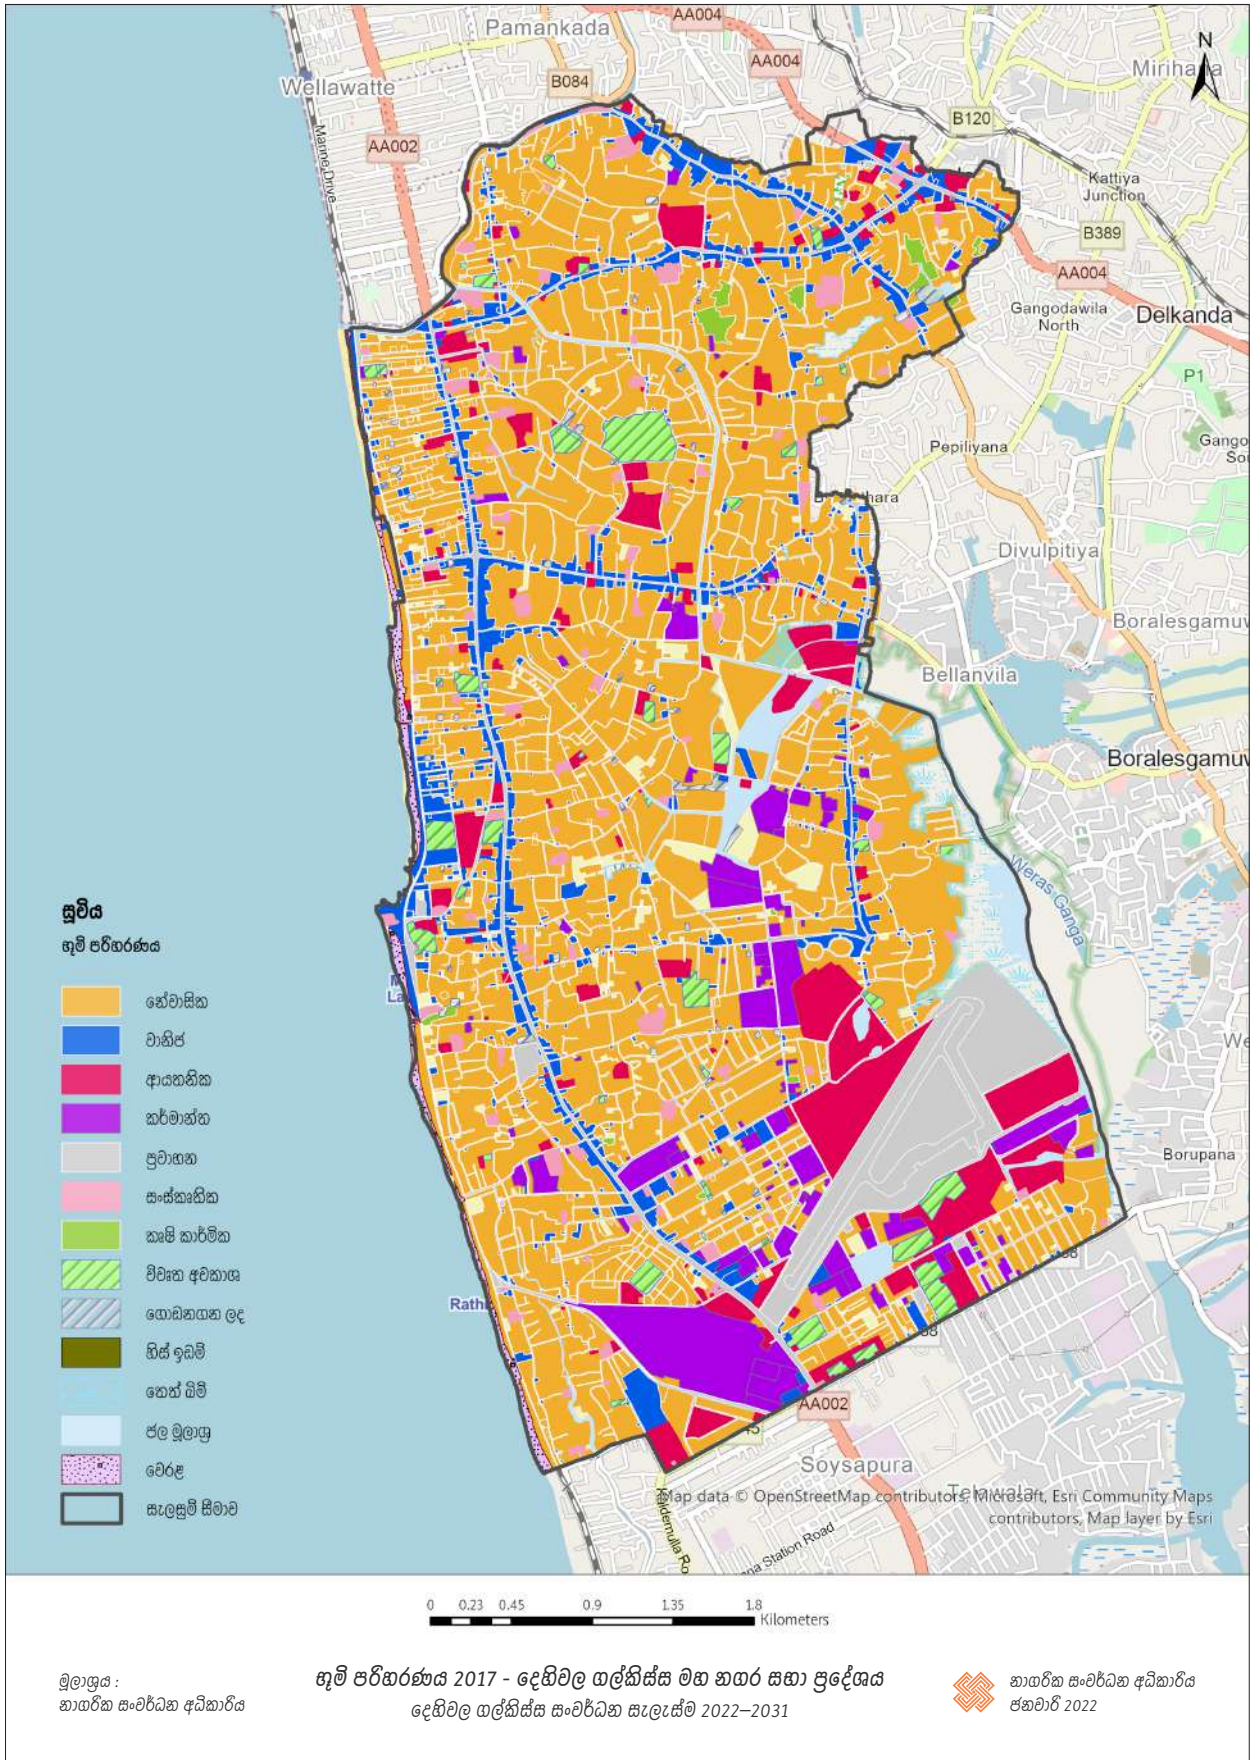 Pamankada
AA004
N
AA004
Wellawatte
B084
B120
Marine Drive
AA002
Kattiya
Junction
B389
AA004
Gangodawila
North
Delkanda
P1
Pepiliyana
Divulpitiya
Boralesgamuw
Bellanvila
Boralesgamuw
Weras Ganga
Borupana
AA002
Soysapura
Telawala
Map data © OpenStreetMap contributors, Microsoft, Esri Community Maps
contributors, Map layer by Esri
සූචිය
භූමි පරිහරණය
නේවාසික
වාණිජ
ආයතනික
කර්මාන්ත
ප්‍රවාහන
සංස්කෘතික
කෘෂි කාර්මික
විවෘත අවකාශ
ගොඩනගන ලද
හිස් ඉඩම්
තෙත් බිම්
ජල මූලාශ්‍ර
වෙරළ
සැලසුම් සීමාව
0 0.23 0.45 0.9 1.35 1.8
Kilometers
මූලාශ්‍රය :
නාගරික සංවර්ධන අධිකාරිය
භූමි පරිහරණය 2017 - දෙහිවල ගල්කිස්ස මහ නගර සභා ප්‍රදේශය
දෙහිවල ගල්කිස්ස සංවර්ධන සැලැස්ම 2022–2031
නාගරික සංවර්ධන අධිකාරිය
ජනවාරි 2022